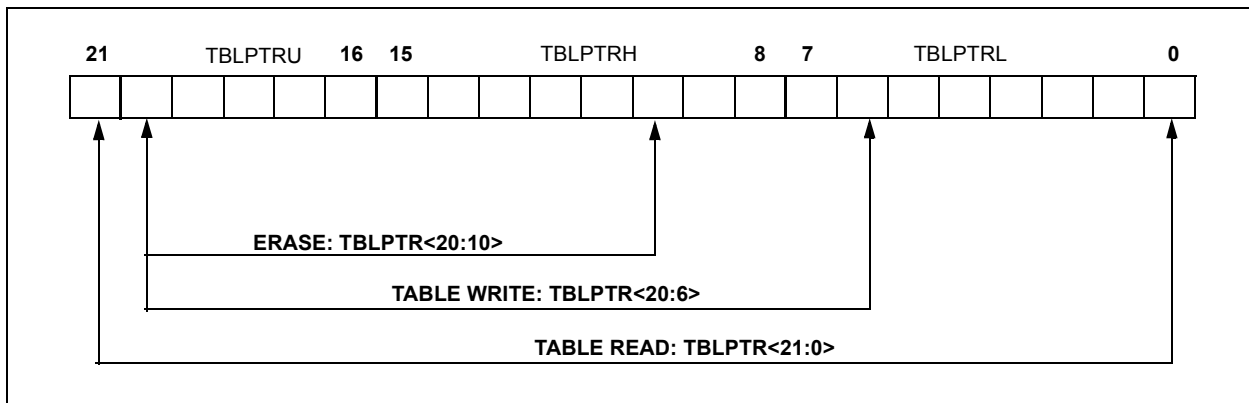 21 TBLPTRU 16 15 TBLPTRH 8 7 TBLPTRL 0
ERASE: TBLPTR<20:10>
TABLE WRITE: TBLPTR<20:6>
TABLE READ: TBLPTR<21:0>